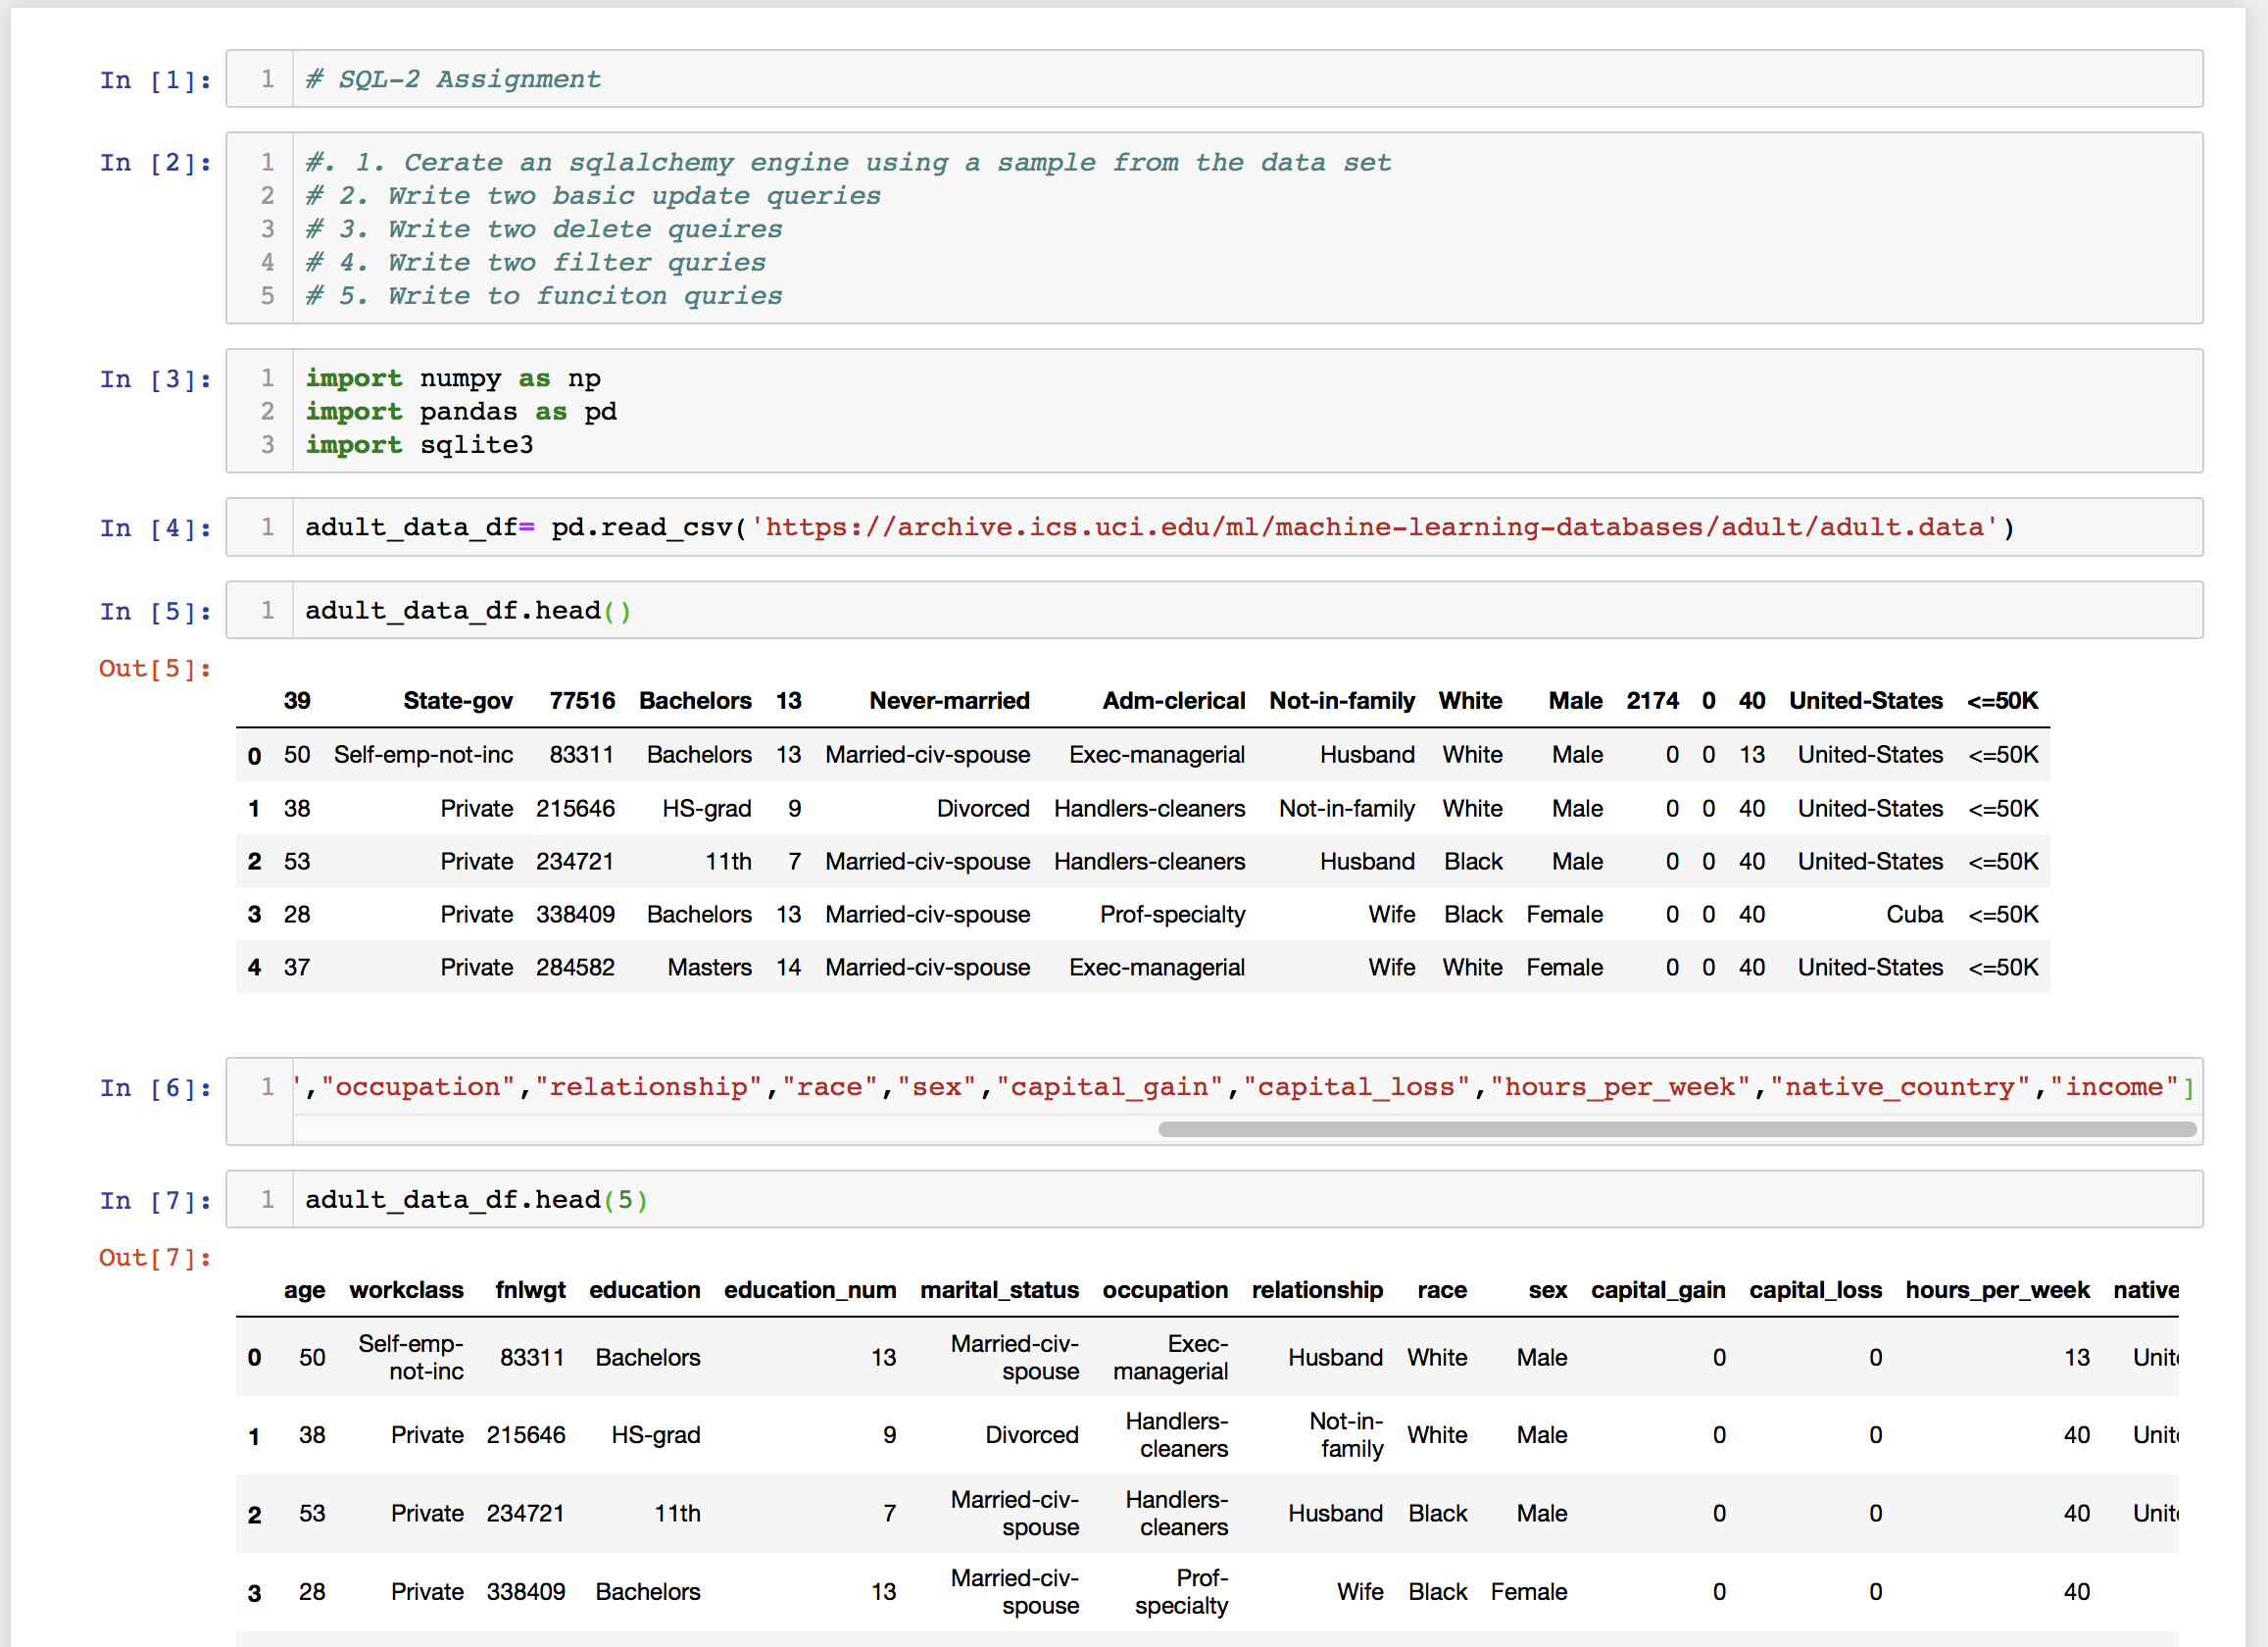 In [1]: 1 # SQL-2 Assignment
In [2]: 1 #. 1. Cerate an sqlalchemy engine using a sample from the data set
2 # 2. Write two basic update queries
3 # 3. Write two delete queires
4 # 4. Write two filter quries
5 # 5. Write to funciton quries
In [3]: 1 import numpy as np
2 import pandas as pd
3 import sqlite3
In [4]: 1 adult_data_df= pd.read_csv('https://archive.ics.uci.edu/ml/machine-learning-databases/adult/adult.data')
In [5]: 1 adult_data_df.head()
Out[5]:
39 State-gov 77516 Bachelors 13 Never-married Adm-clerical Not-in-family White Male 2174 0 40 United-States <=50K
0 50 Self-emp-not-inc 83311 Bachelors 13 Married-civ-spouse Exec-managerial Husband White Male 0 0 13 United-States <=50K
1 38 Private 215646 HS-grad 9 Divorced Handlers-cleaners Not-in-family White Male 0 0 40 United-States <=50K
2 53 Private 234721 11th 7 Married-civ-spouse Handlers-cleaners Husband Black Male 0 0 40 United-States <=50K
3 28 Private 338409 Bachelors 13 Married-civ-spouse Prof-specialty Wife Black Female 0 0 40 Cuba <=50K
4 37 Private 284582 Masters 14 Married-civ-spouse Exec-managerial Wife White Female 0 0 40 United-States <=50K
In [6]: 1 ',"occupation","relationship","race","sex","capital_gain","capital_loss","hours_per_week","native_country","income"]
In [7]: 1 adult_data_df.head(5)
Out[7]:
age workclass fnlwgt education education_num marital_status occupation relationship race sex capital_gain capital_loss hours_per_week native
0 50 Self-emp-not-inc 83311 Bachelors 13 Married-civ-spouse Exec-managerial Husband White Male 0 0 13 Unit
1 38 Private 215646 HS-grad 9 Divorced Handlers-cleaners Not-in-family White Male 0 0 40 Unit
2 53 Private 234721 11th 7 Married-civ-spouse Handlers-cleaners Husband Black Male 0 0 40 Unit
3 28 Private 338409 Bachelors 13 Married-civ-spouse Prof-specialty Wife Black Female 0 0 40